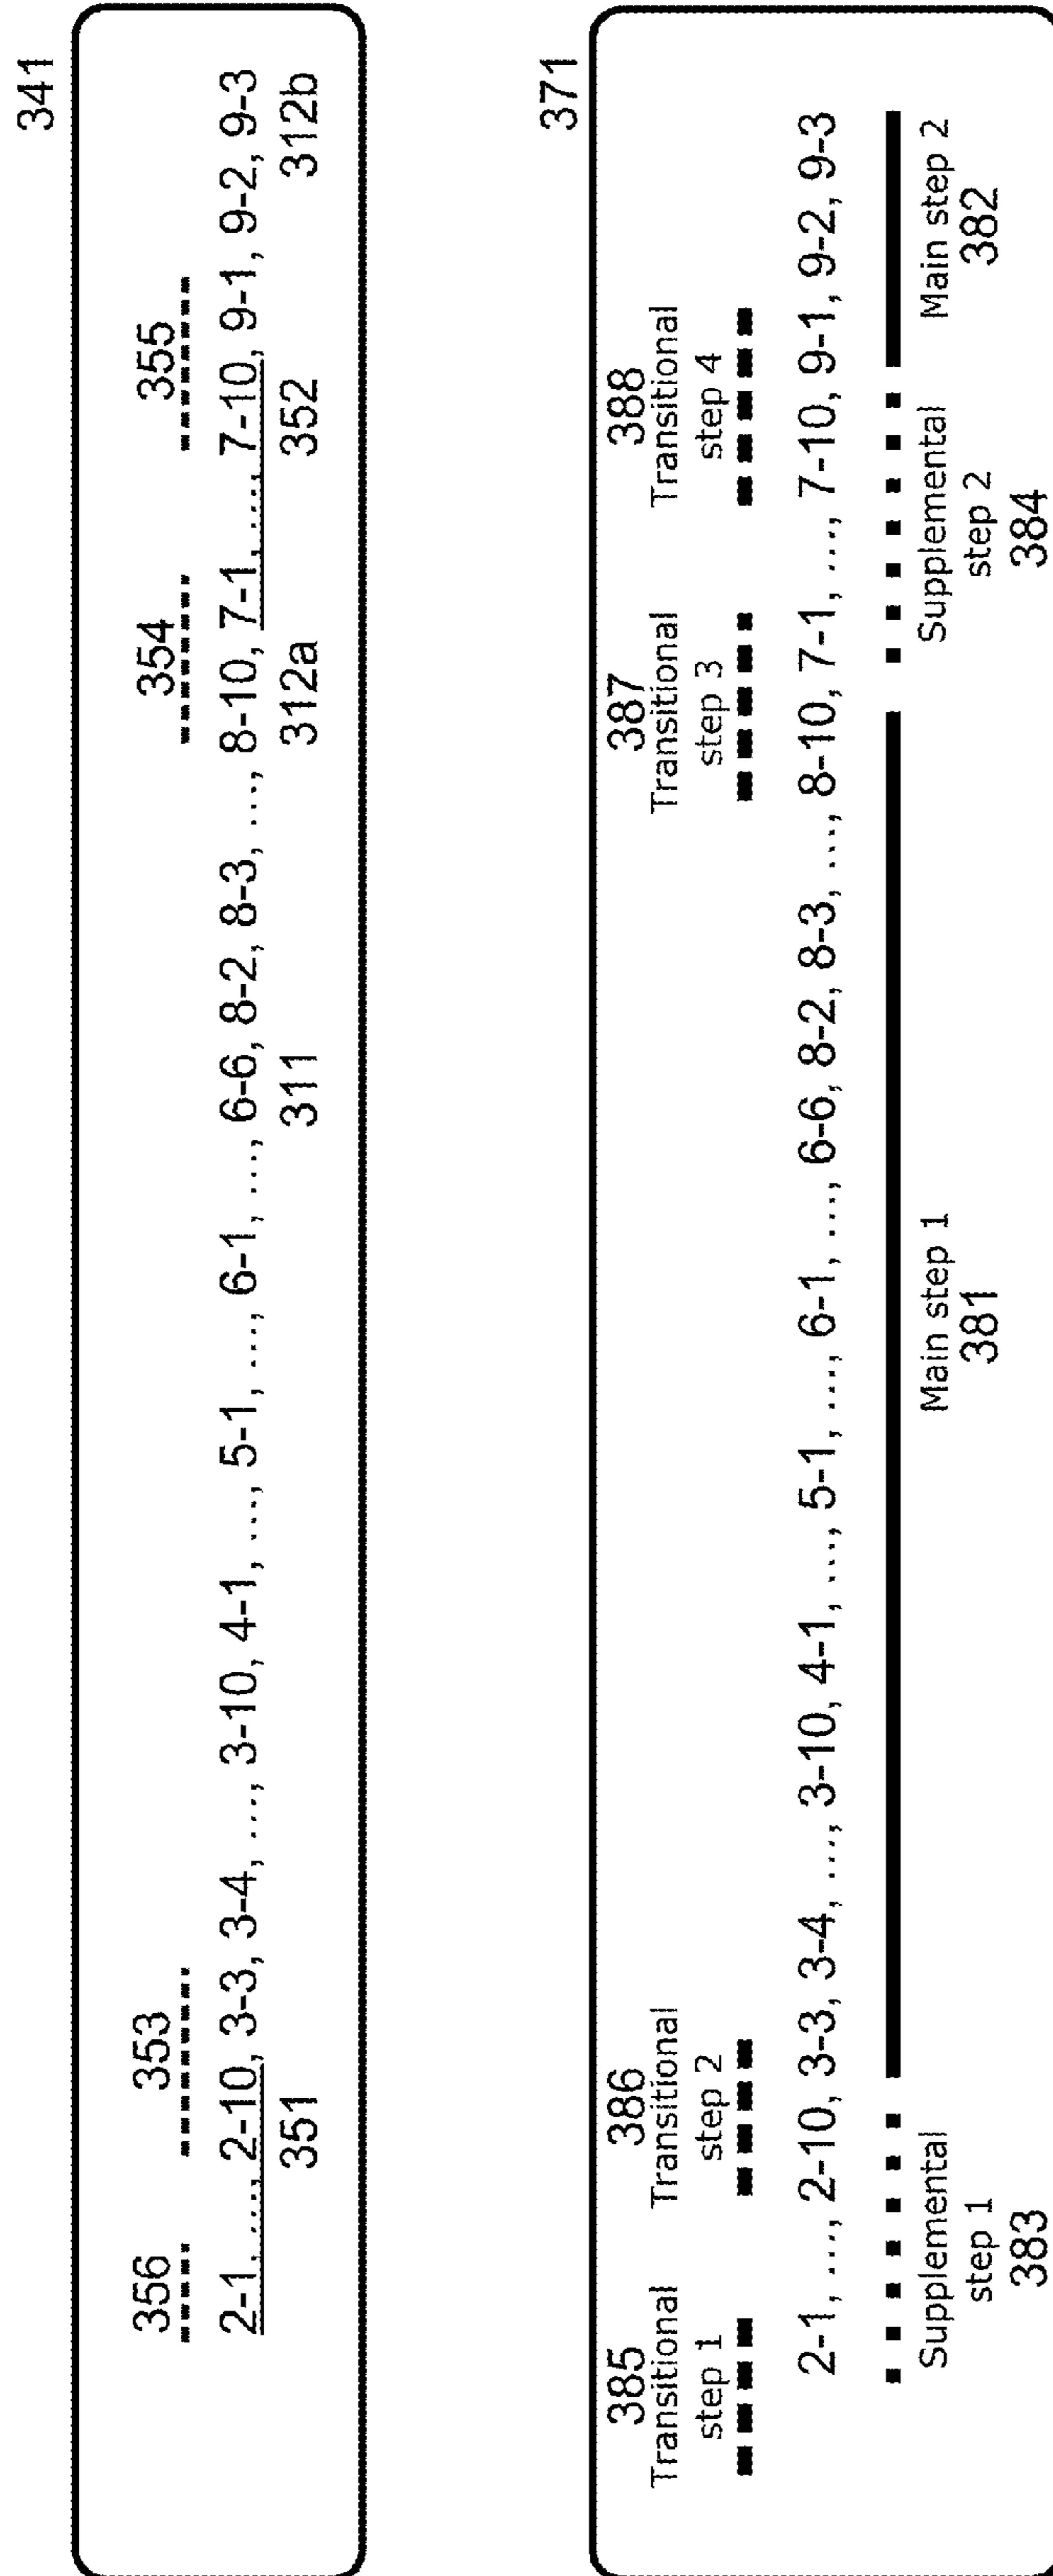 341
356 353 354 355
2-1, ...., 2-10, 3-3, 3-4, ...., 3-10, 4-1, ...., 5-1, ...., 6-1, ...., 6-6, 8-2, 8-3, ...., 8-10, 7-1, ...., 7-10, 9-1, 9-2, 9-3
351 311 312a 352 312b
371
385 386 387 388
Transitional Transitional Transitional Transitional
step 1 step 2 step 3 step 4
2-1, ...., 2-10, 3-3, 3-4, ...., 3-10, 4-1, ...., 5-1, ...., 6-1, ...., 6-6, 8-2, 8-3, ...., 8-10, 7-1, ...., 7-10, 9-1, 9-2, 9-3
Supplemental Main step 1 Supplemental Main step 2
step 1 381 step 2 382
383 384